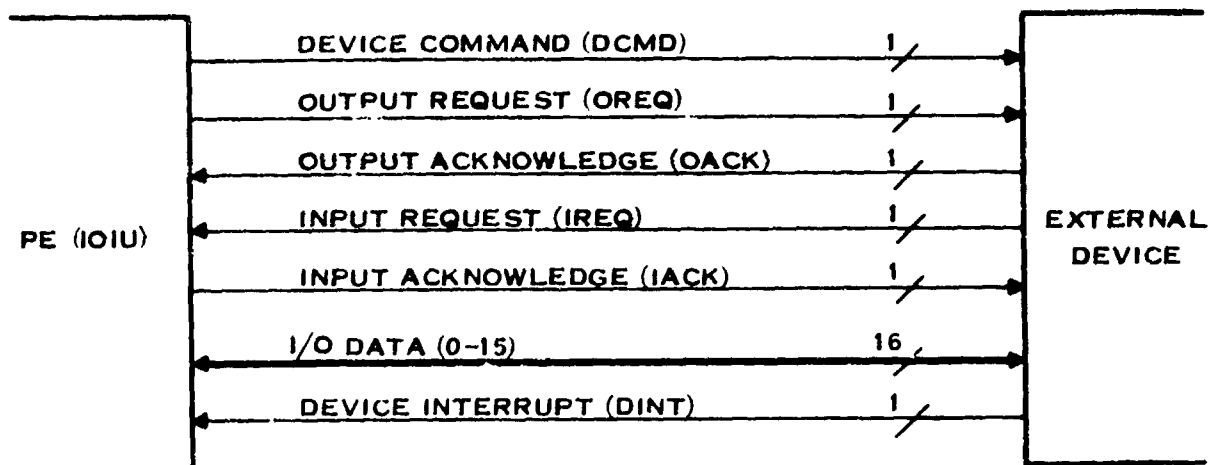 DEVICE COMMAND (DCMD) 1
OUTPUT REQUEST (OREQ) 1
OUTPUT ACKNOWLEDGE (OACK) 1
INPUT REQUEST (IREQ) 1
PE (IOIU)
EXTERNAL
DEVICE
INPUT ACKNOWLEDGE (IACK) 1
I/O DATA (0-15) 16
DEVICE INTERRUPT (DINT) 1